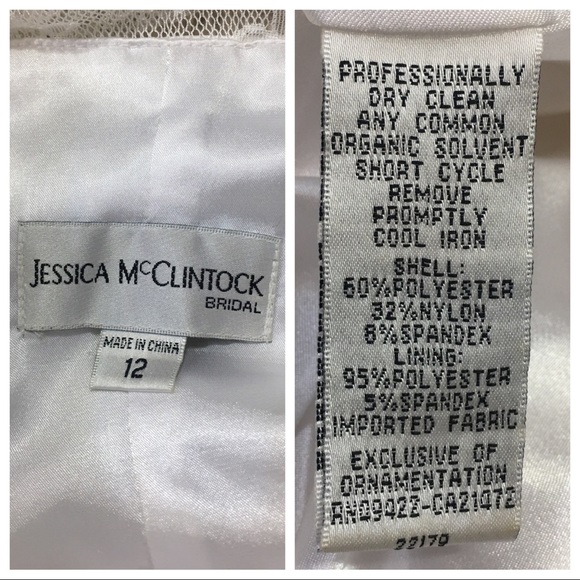 JESSICA McCLINTOCK
BRIDAL
MADE IN CHINA
12
PROFESSIONALLY
DRY CLEAN
ANY COMMON
ORGANIC SOLVENT
SHORT CYCLE
REMOVE
PROMPTLY
COOL IRON
SHELL:
60%POLYESTER
32%NYLON
8%SPANDEX
LINING:
95%POLYESTER
5%SPANDEX
IMPORTED FABRIC
EXCLUSIVE OF
ORNAMENTATION
22170